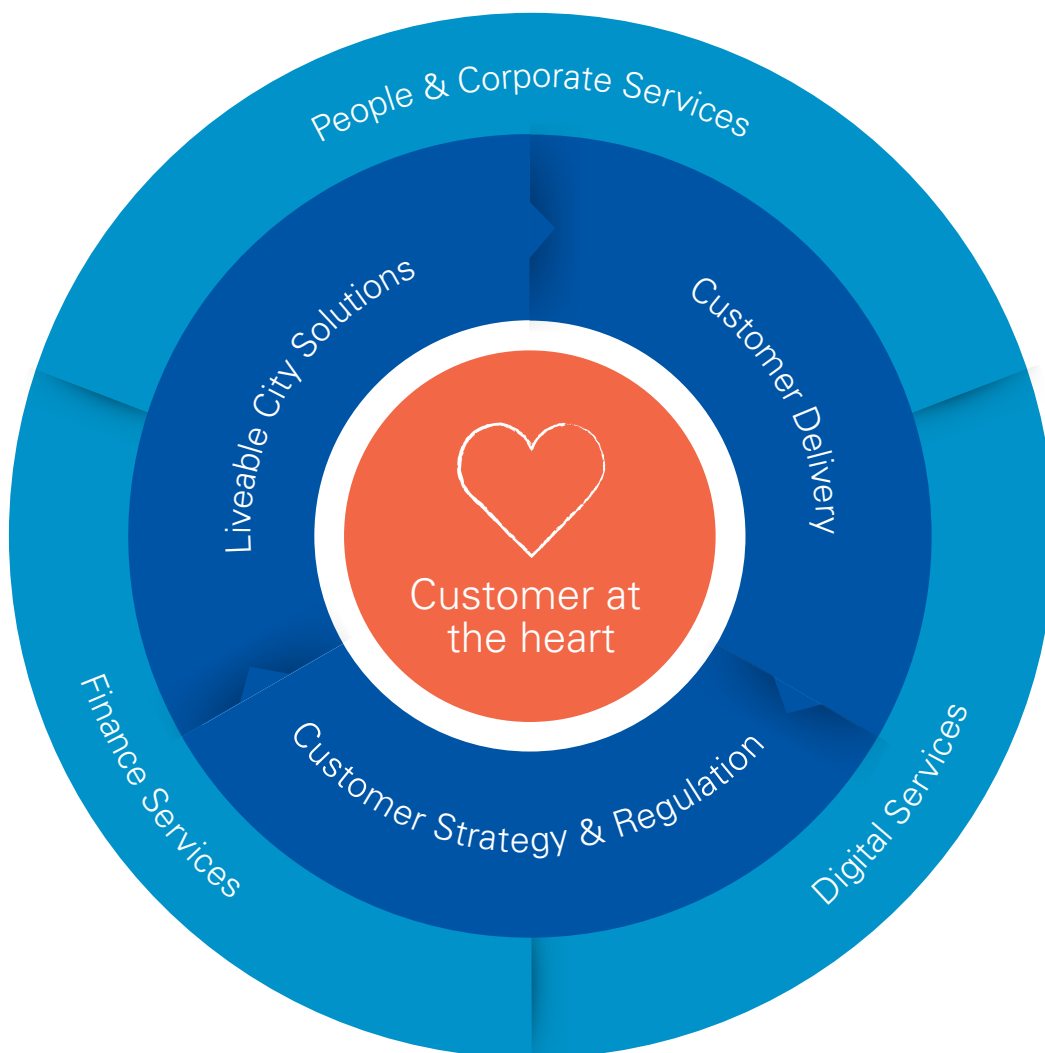 People & Corporate Services
Liveable City Solutions
Customer Delivery
Customer at
the heart
Customer Strategy & Regulation
Finance Services
Digital Services